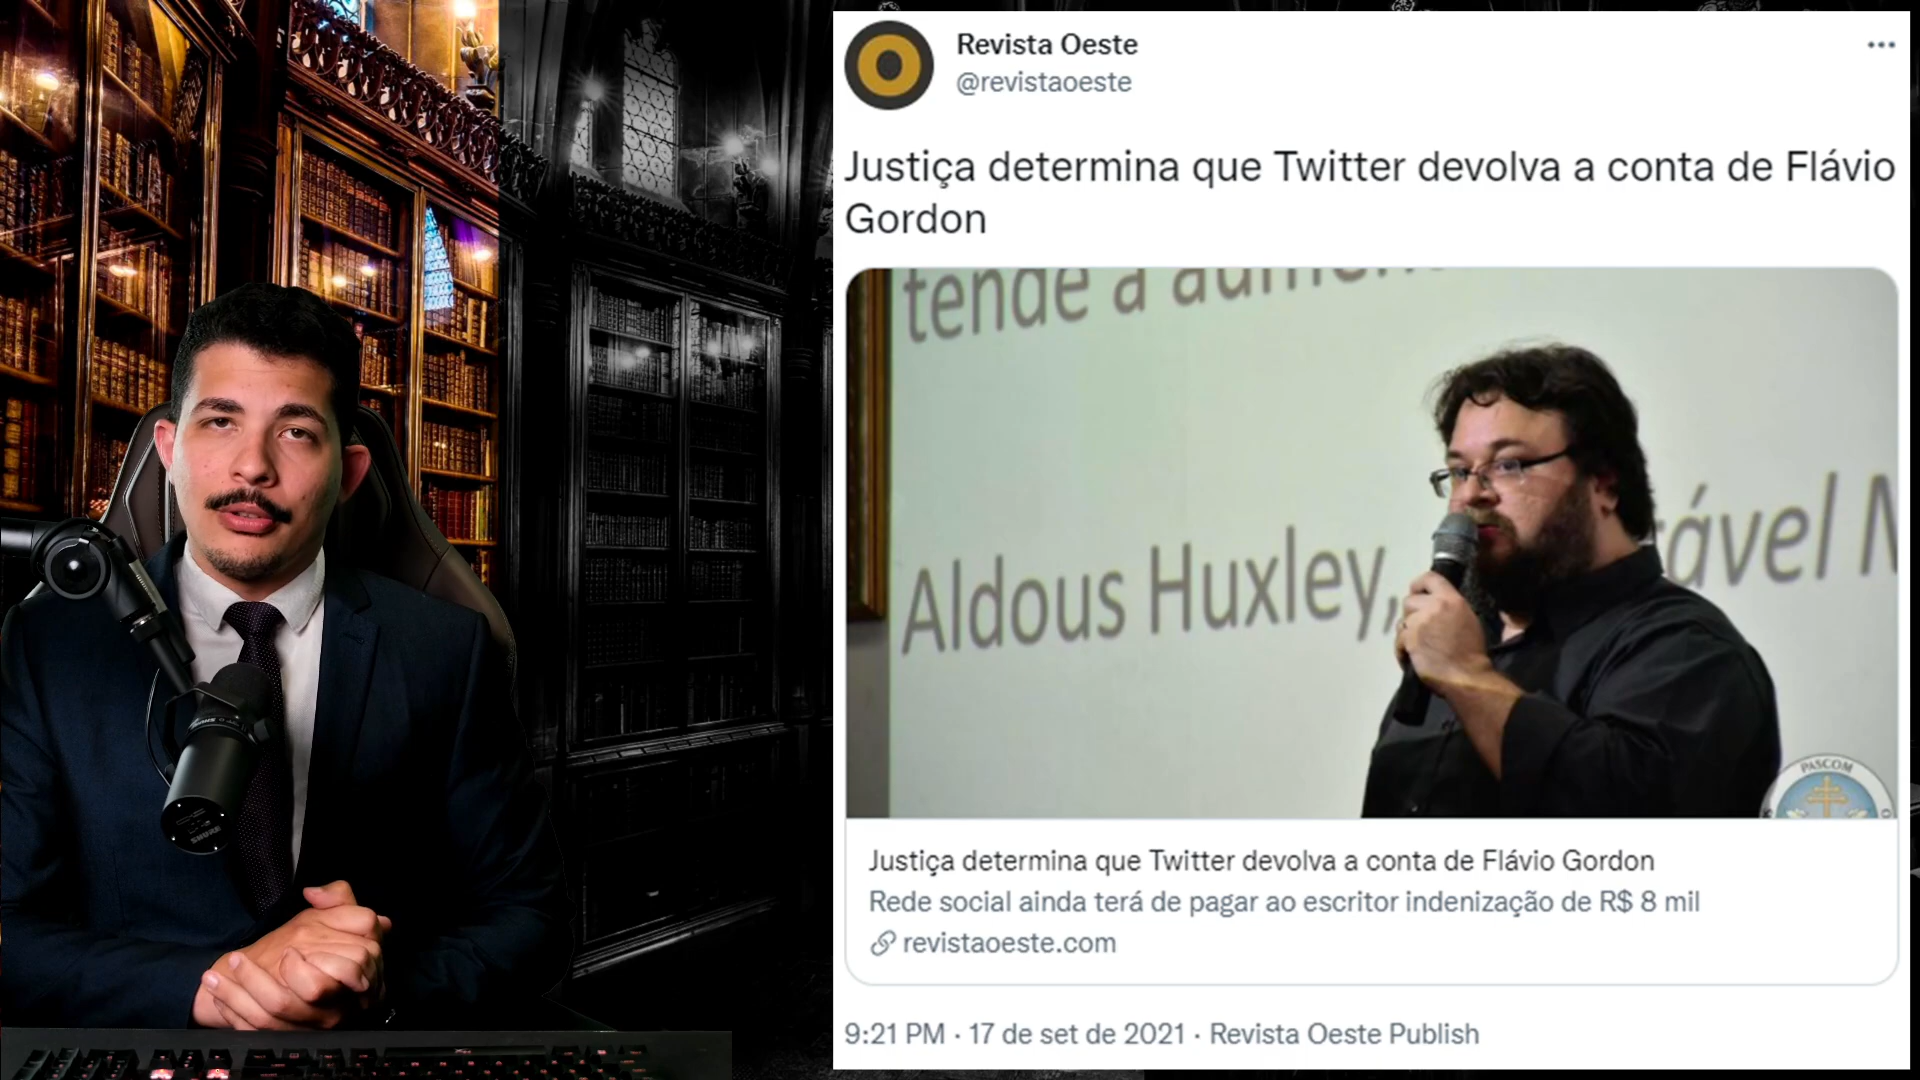 Revista Oeste
@revistaoeste
Justiça determina que Twitter devolva a conta de Flávio
Gordon
tende a
Aldous Huxley,
PASCOM
Justiça determina que Twitter devolva a conta de Flávio Gordon
Rede social ainda terá de pagar ao escritor indenização de R$ 8 mil
revistaoeste.com
9:21 PM · 17 de set de 2021 · Revista Oeste Publish
SHURE